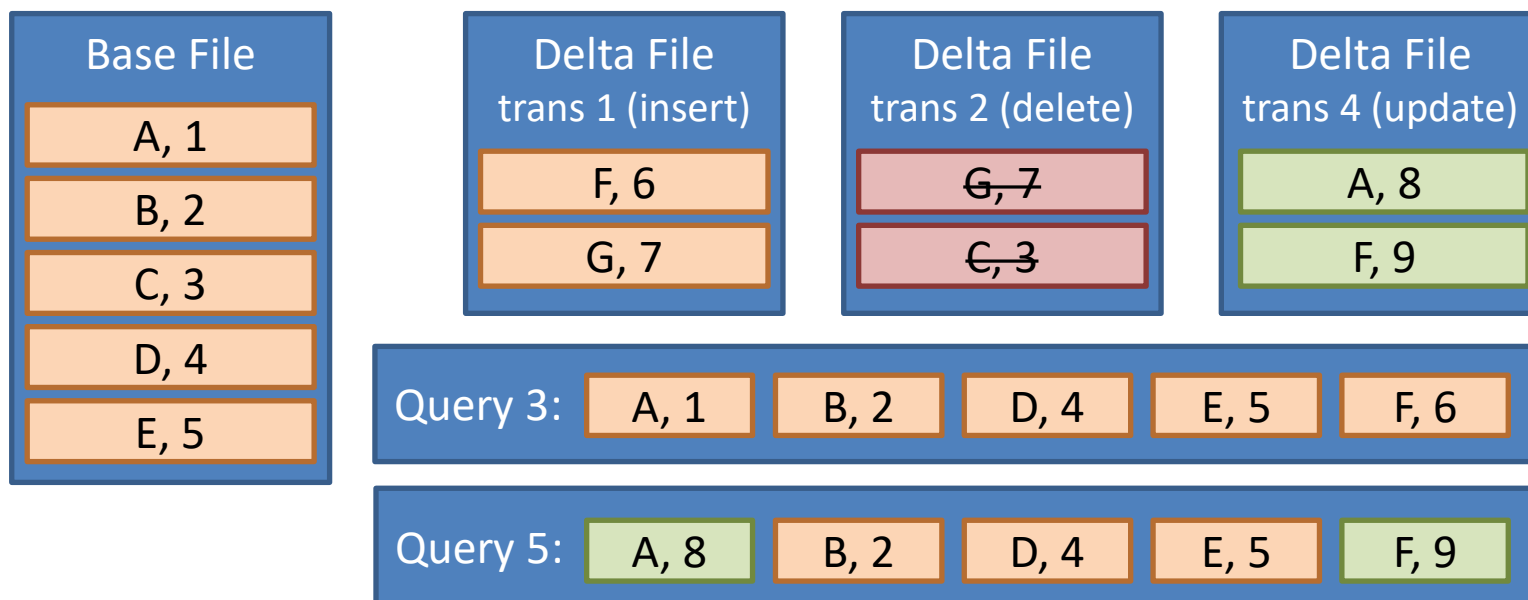 Base File
A, 1
B, 2
C, 3
D, 4
E, 5
Delta File
trans 1 (insert)
F, 6
G, 7
Delta File
trans 2 (delete)
G, 7
C, 3
Delta File
trans 4 (update)
A, 8
F, 9
Query 3: A, 1 B, 2 D, 4 E, 5 F, 6
Query 5: A, 8 B, 2 D, 4 E, 5 F, 9